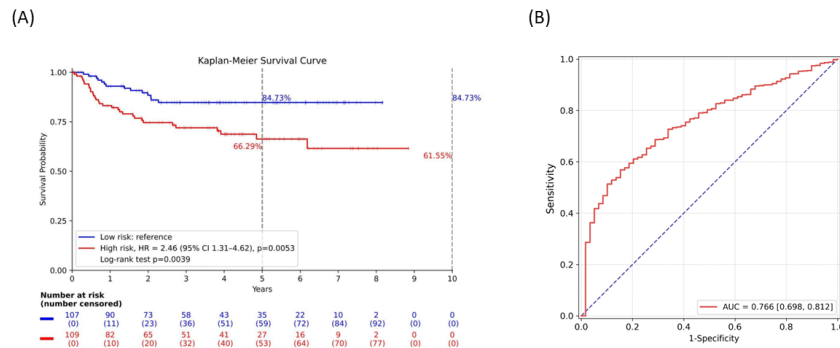 (A)
(B)
Kaplan-Meier Survival Curve
1.00
0.75
0.50
0.25
0.00
Survival Probability
84.73%
84.73%
66.29%
61.55%
Low risk: reference
High risk, HR = 2.46 (95% CI 1.31–4.62), p=0.0053
Log-rank test p=0.0039
0 1 2 3 4 5 6 7 8 9 10
Years
Number at risk
(number censored)
107 90 73 58 43 35 22 10 2 0 0
(0) (11) (23) (36) (51) (59) (72) (84) (92) (0) (0)
109 82 65 51 41 27 16 9 2 0 0
(0) (10) (20) (32) (40) (53) (64) (70) (77) (0) (0)
1.0
0.8
0.6
0.4
0.2
0.0
Sensitivity
AUC = 0.766 [0.698, 0.812]
0.0 0.2 0.4 0.6 0.8 1.0
1-Specificity